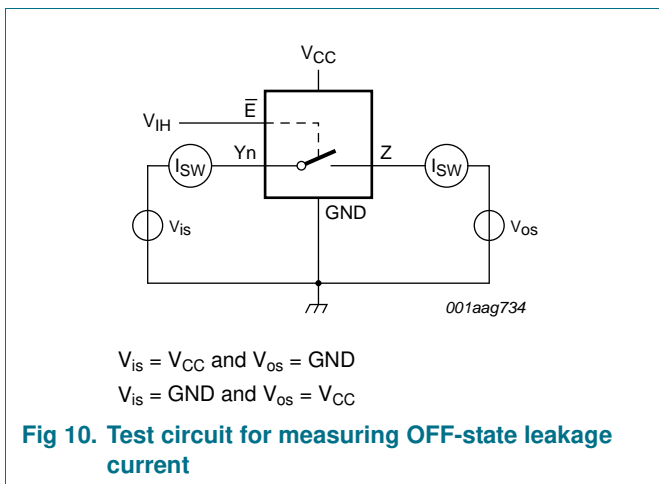 VCC
E̅
VIH
Yn
Z
ISW
ISW
GND
Vis
Vos
001aag734
Vis = VCC and Vos = GND
Vis = GND and Vos = VCC
Fig 10. Test circuit for measuring OFF-state leakage
current